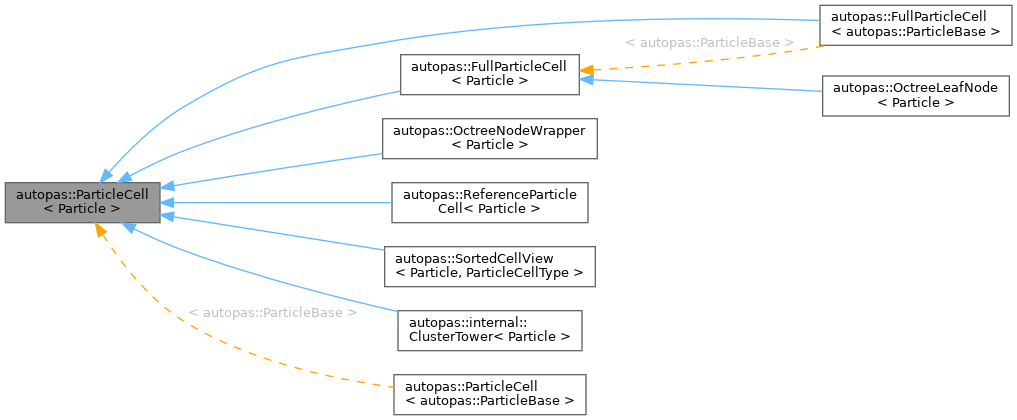 autopas::FullParticleCell
< autopas::ParticleBase >
< autopas::ParticleBase >
autopas::FullParticleCell
< Particle >
autopas::OctreeLeafNode
< Particle >
autopas::OctreeNodeWrapper
< Particle >
autopas::ParticleCell
< Particle >
autopas::ReferenceParticle
Cell< Particle >
autopas::SortedCellView
< Particle, ParticleCellType >
< autopas::ParticleBase >
autopas::internal::
ClusterTower< Particle >
autopas::ParticleCell
< autopas::ParticleBase >